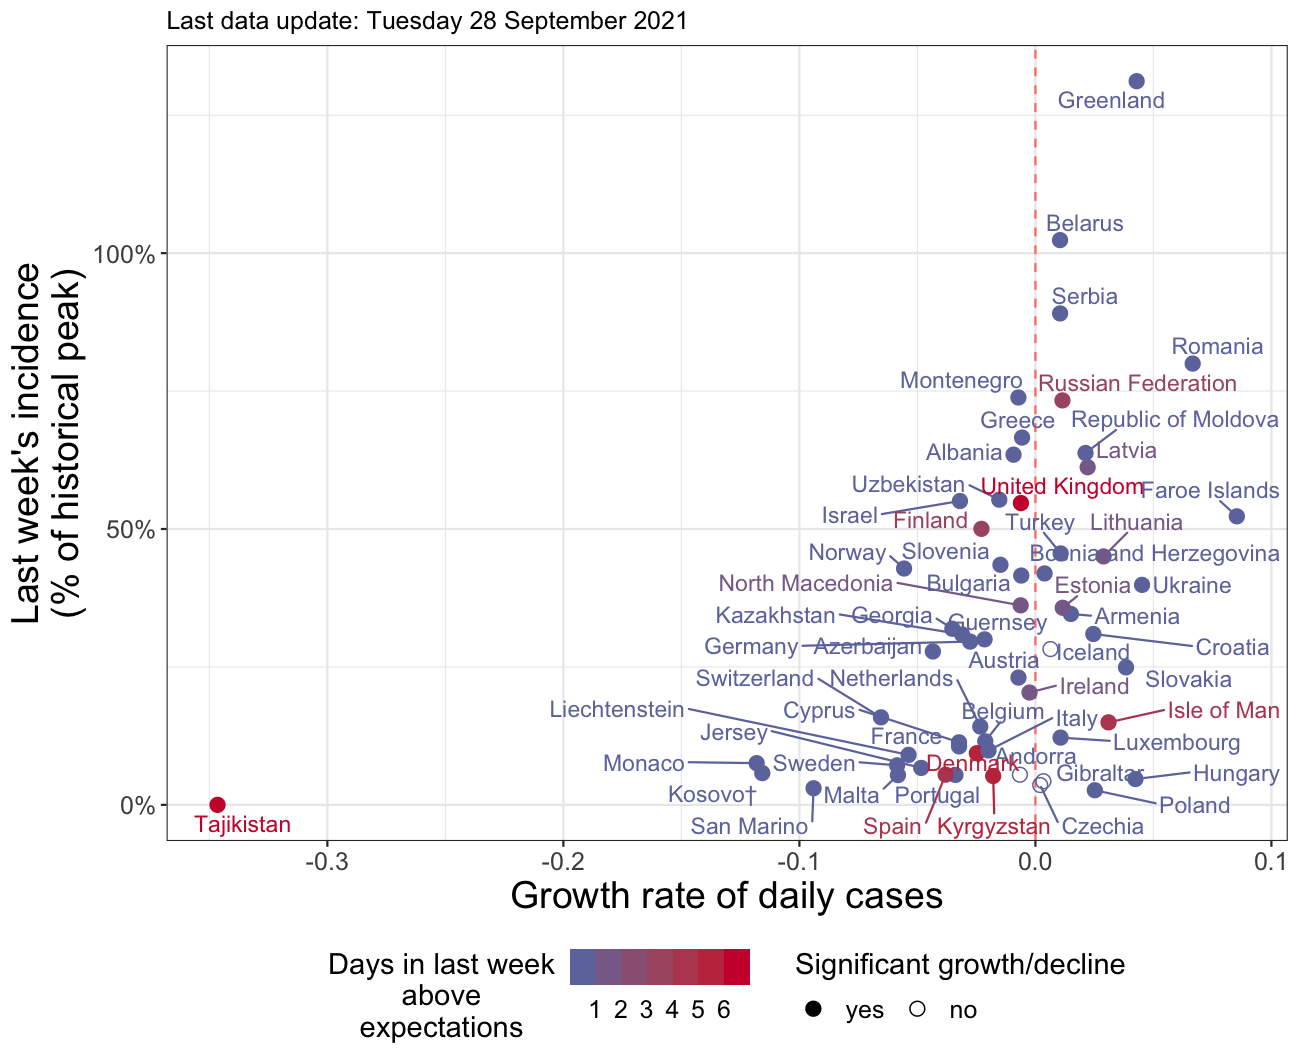 Last data update: Tuesday 28 September 2021
Last week's incidence
(% of historical peak)
100%
50%
0%
Greenland
Belarus
Serbia
Romania
Montenegro
Russian Federation
Greece
Republic of Moldova
Albania
Latvia
Uzbekistan
United Kingdom
Faroe Islands
Israel
Finland
Turkey
Lithuania
Norway
Slovenia
Bosnia and Herzegovina
North Macedonia
Bulgaria
Estonia
Ukraine
Kazakhstan
Georgia
Guernsey
Armenia
Germany
Azerbaijan
Austria
Iceland
Croatia
Switzerland
Netherlands
Ireland
Slovakia
Liechtenstein
Cyprus
Belgium
Italy
Isle of Man
Jersey
France
Andorra
Luxembourg
Monaco
Sweden
Denmark
Gibraltar
Hungary
Kosovo†
Malta
Portugal
Poland
Tajikistan
San Marino
Spain
Kyrgyzstan
Czechia
-0.3
-0.2
-0.1
0.0
0.1
Growth rate of daily cases
Days in last week
above
expectations
1 2 3 4 5 6
Significant growth/decline
yes
no